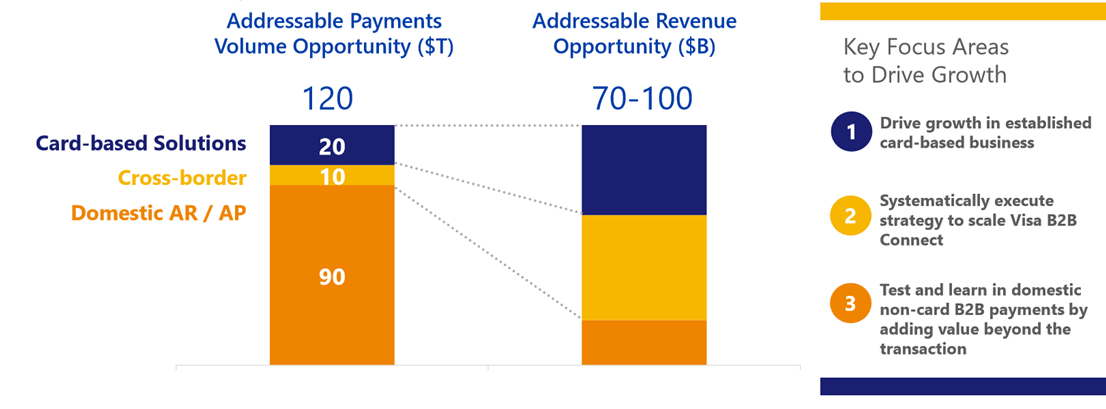 Addressable Payments
Volume Opportunity ($T)
120
Addressable Revenue
Opportunity ($B)
70-100
Card-based Solutions
Cross-border
Domestic AR / AP
20
10
90
Key Focus Areas
to Drive Growth
1
Drive growth in established
card-based business
2
Systematically execute
strategy to scale Visa B2B
Connect
3
Test and learn in domestic
non-card B2B payments by
adding value beyond the
transaction